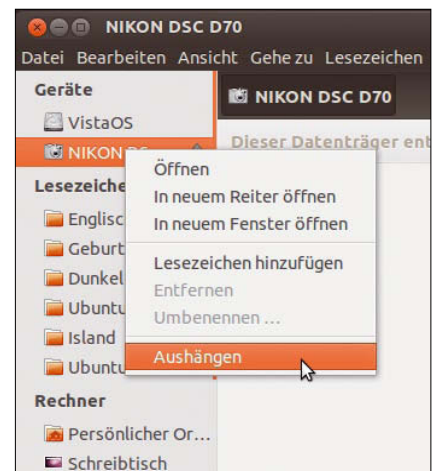 NIKON DSC D70
Datei Bearbeiten Ansicht Gehe zu Lesezeichen
Geräte
NIKON DSC D70
VistaOS
Dieser Datenträger ent
NIKON
Öffnen
In neuem Reiter öffnen
In neuem Fenster öffnen
Lesezeichen hinzufügen
Entfernen
Umbenennen ...
Aushängen
Lesezeiche
Englisc
Geburt
Dunkel
Ubuntu
Island
Ubuntu
Rechner
Persönlicher Or...
Schreibtisch